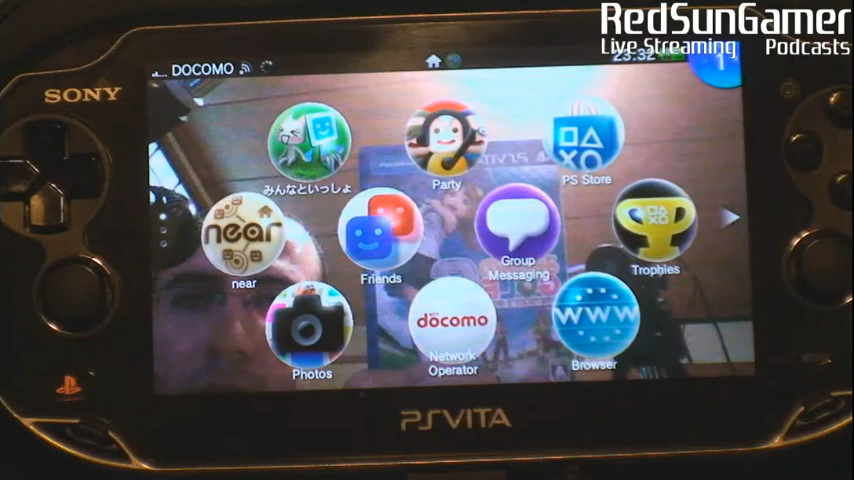 RedSunGamer
Live Streaming Podcasts
DOCOMO
23:32
1
SONY
みんなといっしょ
Party
PS Store
near
near
Friends
Group
Messaging
Trophies
Photos
docomo
Network
Operator
www
Browser
PSVITA